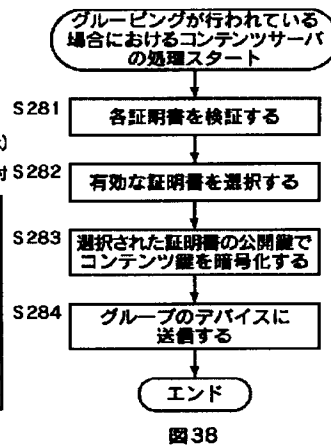 グルーピングが行われている
場合におけるコンテンツサーバ
の処理スタート
S281
各証明書を検証する
S282
有効な証明書を選択する
S283
選択された証明書の公開鍵で
コンテンツ鍵を暗号化する
S284
グループのデバイスに
送信する
エンド
図38